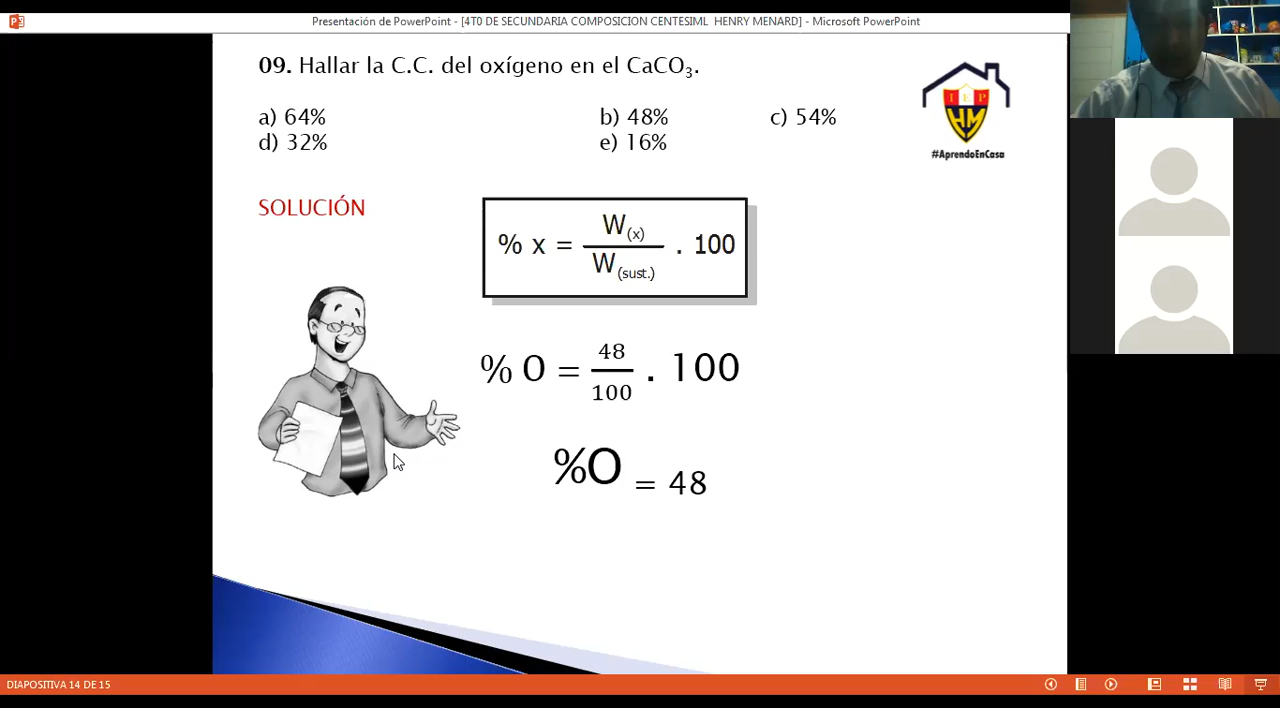 Presentación de PowerPoint - [4T0 DE SECUNDARIA COMPOSICION CENTESIML HENRY MENARD] - Microsoft PowerPoint
09. Hallar la C.C. del oxígeno en el CaCO₃.
a) 64% b) 48% c) 54%
d) 32% e) 16%
I E P
HM
#AprendoEnCasa
SOLUCIÓN
% x = W(x) / W(sust.) . 100
% O = 48 / 100 . 100
%O = 48
DIAPOSITIVA 14 DE 15